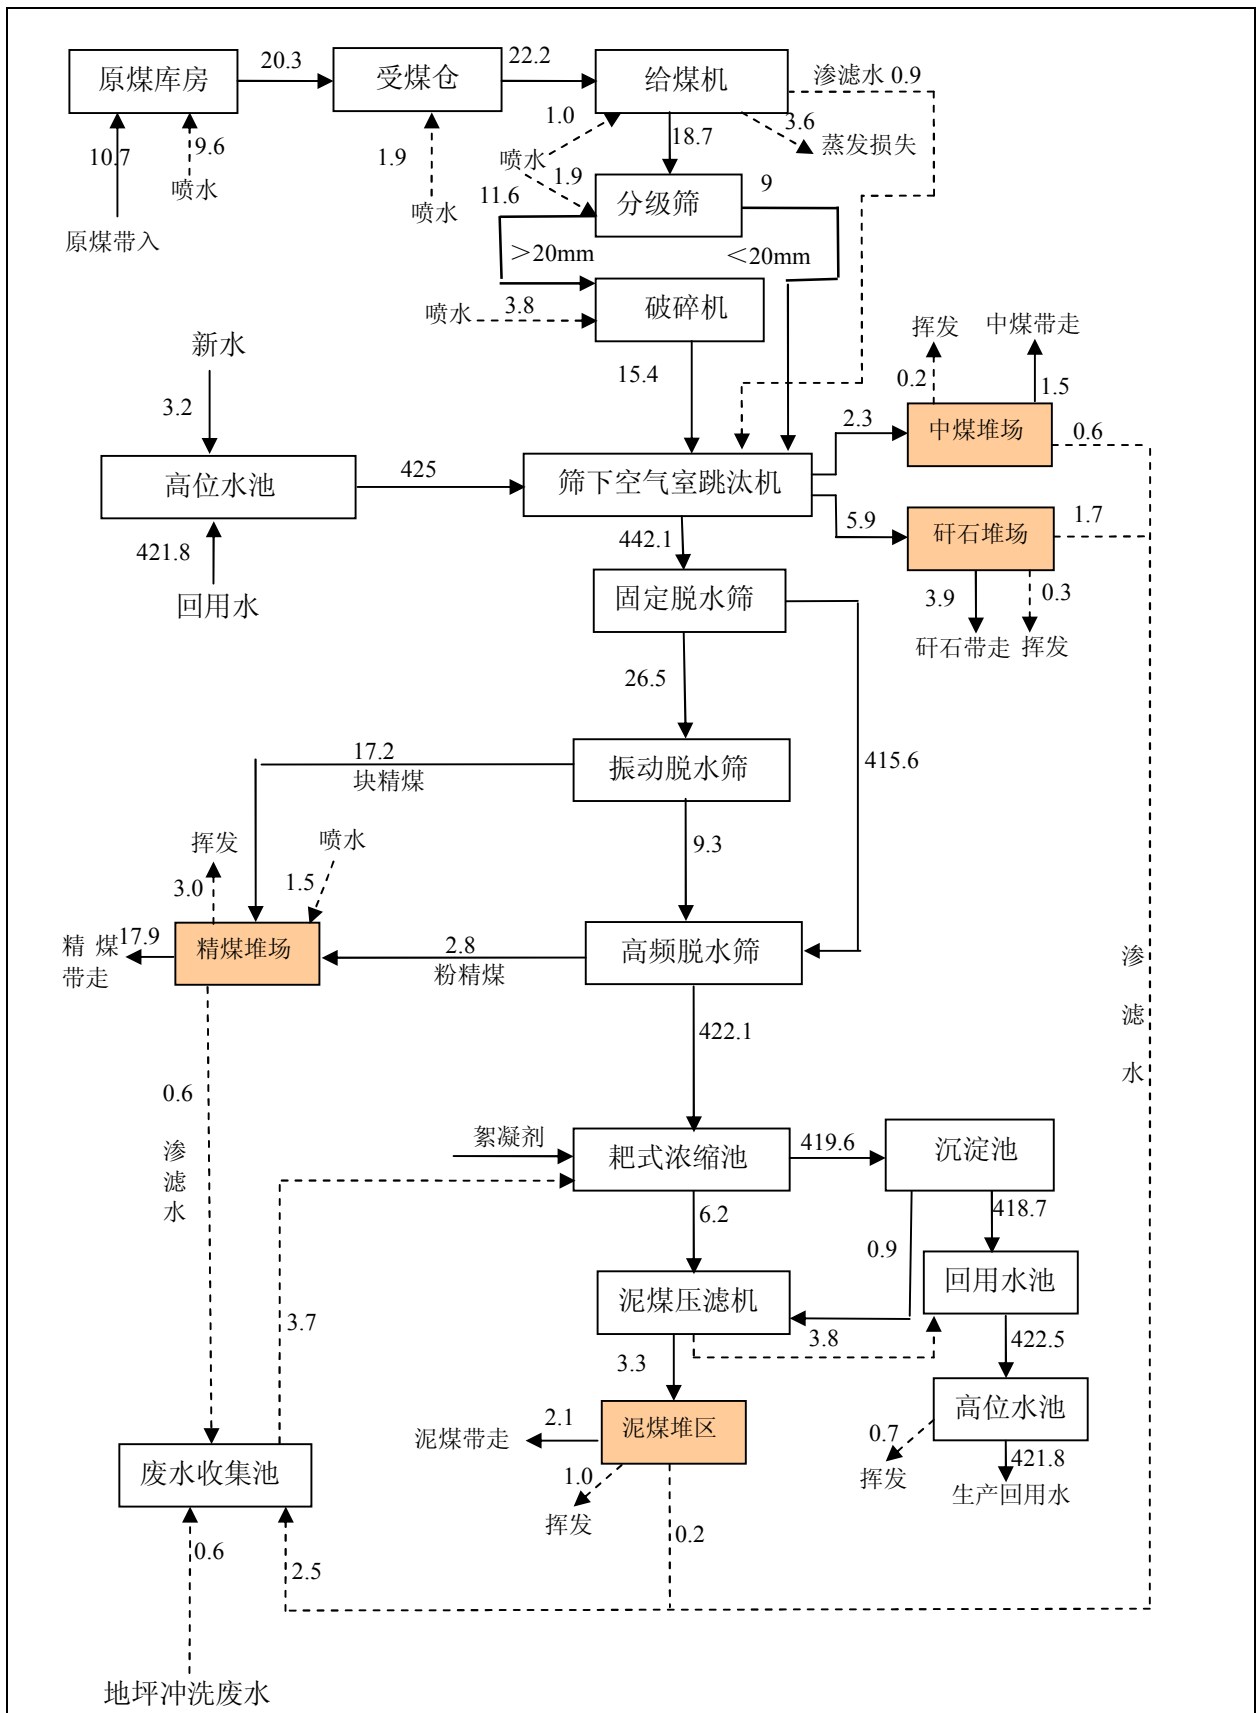 20.3
22.2
原煤库房
受煤仓
给煤机
渗滤水 0.9
1.0
3.6
10.7
9.6
1.9
18.7
蒸发损失
喷水
喷水
喷水
1.9
11.6
分级筛
9
原煤带入
>20mm
<20mm
喷水
3.8
破碎机
新水
15.4
挥发
中煤带走
0.2
1.5
3.2
2.3
中煤堆场
0.6
高位水池
425
筛下空气室跳汰机
5.9
矸石堆场
1.7
421.8
442.1
回用水
固定脱水筛
3.9
0.3
矸石带走
挥发
26.5
17.2
块精煤
振动脱水筛
415.6
挥发
喷水
9.3
3.0
1.5
精 煤
带走
17.9
精煤堆场
2.8
粉精煤
高频脱水筛
渗
滤
水
422.1
0.6
渗
滤
水
絮凝剂
耙式浓缩池
419.6
沉淀池
6.2
418.7
0.9
泥煤压滤机
回用水池
3.7
3.8
422.5
3.3
2.1
泥煤带走
泥煤堆区
高位水池
0.7
421.8
废水收集池
1.0
挥发
挥发
生产回用水
0.2
0.6
2.5
地坪冲洗废水